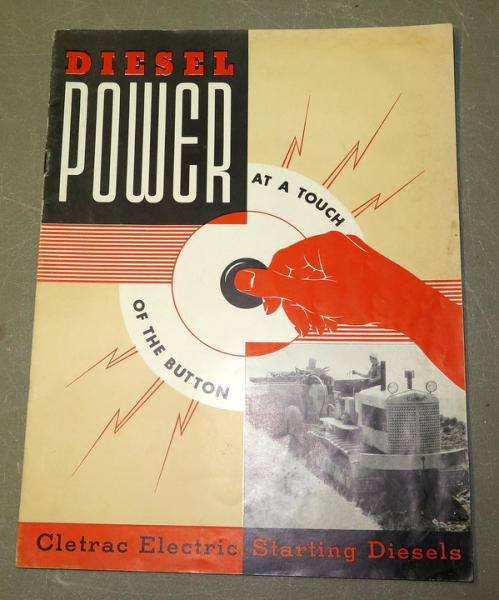 DIESEL
POWER
AT A TOUCH
OF THE BUTTON
Cletrac Electric Starting Diesels